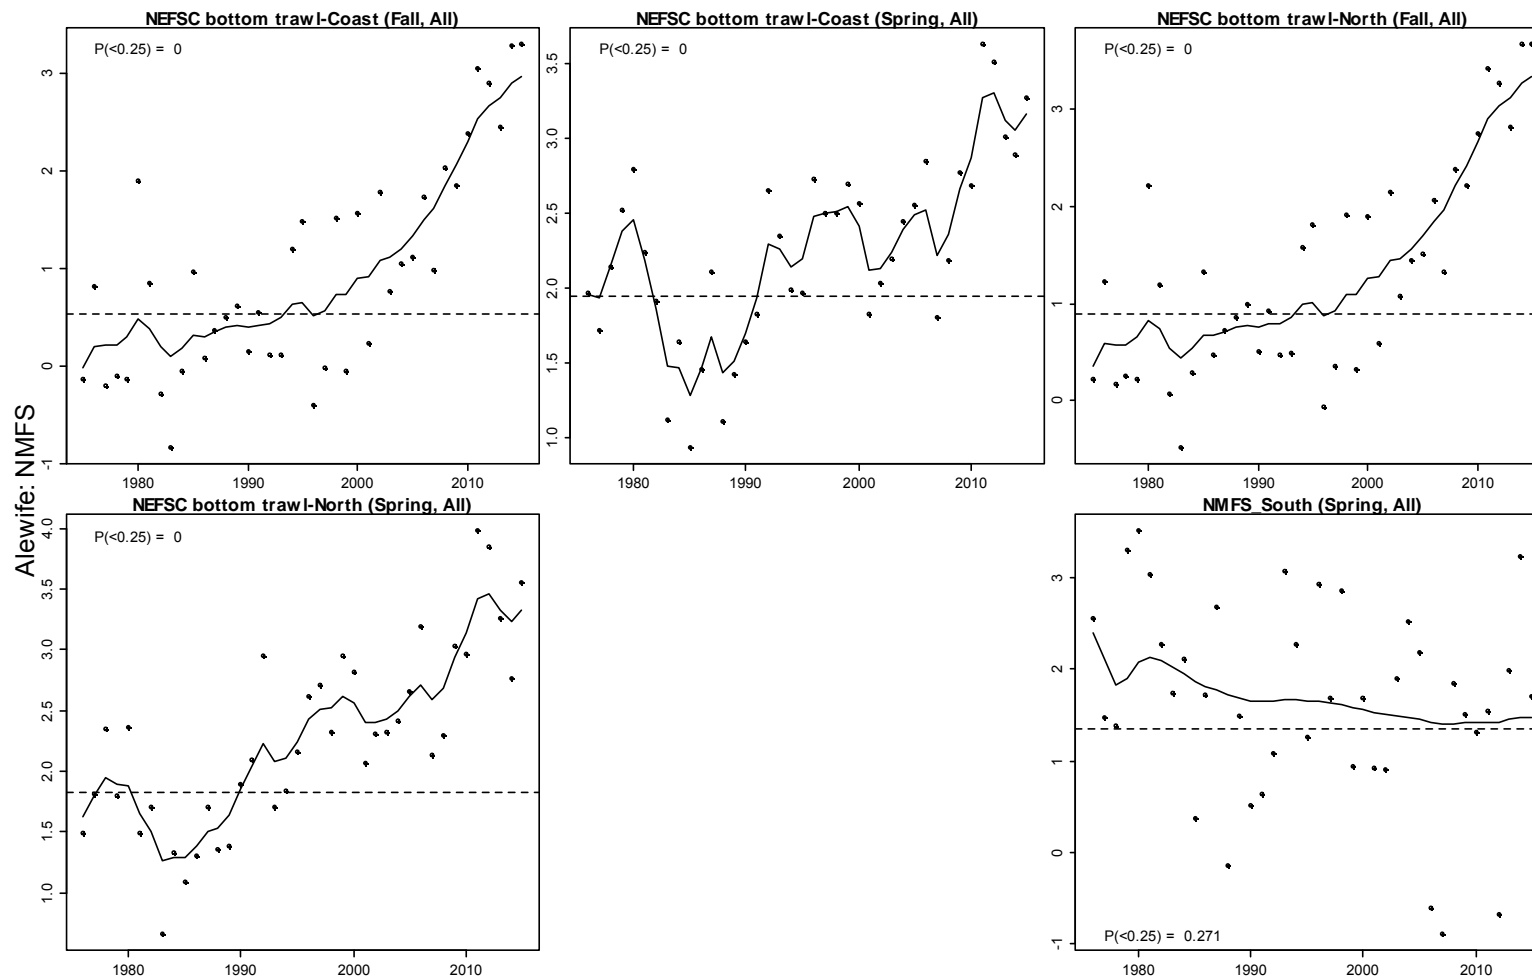 NEFSC bottom trawl-Coast (Fall, All)
P(<0.25) = 0
3
2
1
0
-1
1980 1990 2000 2010
NEFSC bottom trawl-Coast (Spring, All)
P(<0.25) = 0
3.5
3.0
2.5
2.0
1.5
1.0
1980 1990 2000 2010
NEFSC bottom trawl-North (Fall, All)
P(<0.25) = 0
3
2
1
0
1980 1990 2000 2010
Alewife: NMFS
NEFSC bottom trawl-North (Spring, All)
P(<0.25) = 0
4.0
3.5
3.0
2.5
2.0
1.5
1.0
1980 1990 2000 2010
NMFS_South (Spring, All)
3
2
1
0
-1
P(<0.25) = 0.271
1980 1990 2000 2010